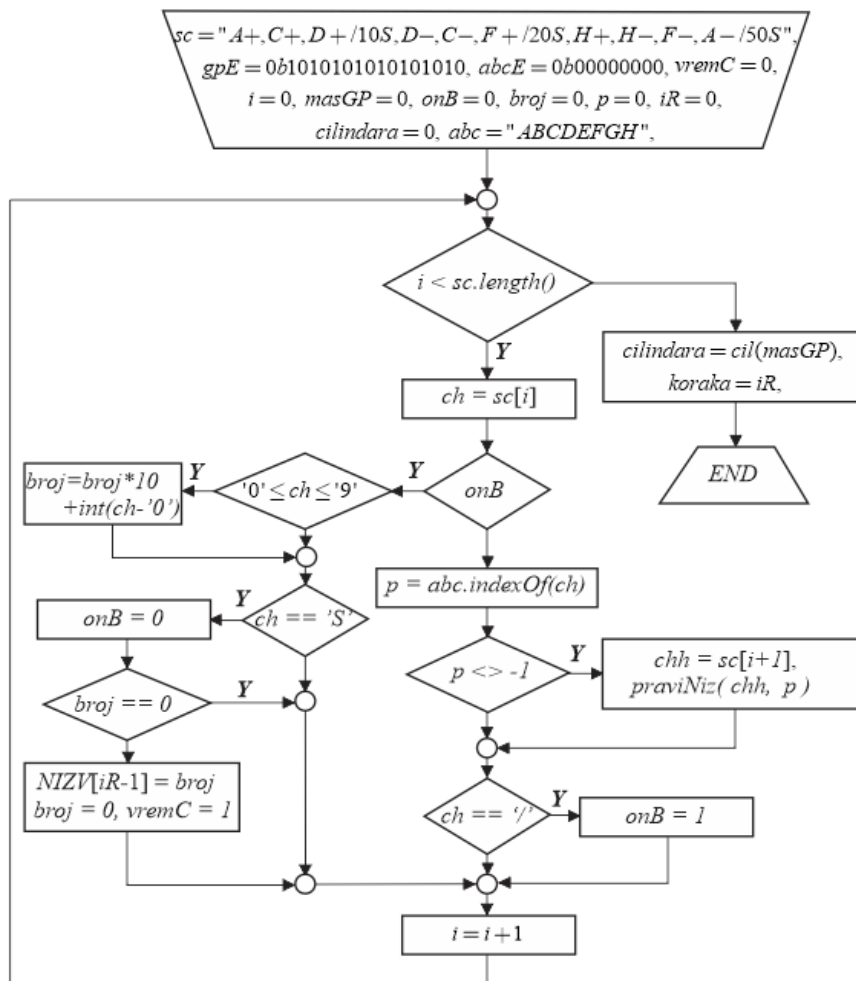 sc="A+,C+,D+/10S,D−,C−,F+/20S,H+,H−,F−,A−/50S",
gpE=0b1010101010101010, abcE=0b00000000, vremC=0,
i=0, masGP=0, onB=0, broj=0, p=0, iR=0,
cilindara=0, abc="ABCDEFGH",
i < sc.length()
Y
cilindara=cil(masGP),
koraka=iR,
END
ch = sc[i]
onB
Y
'0'≤ch≤'9'
Y
broj=broj*10
+int(ch-'0')
p = abc.indexOf(ch)
ch == 'S'
Y
onB = 0
p <> -1
Y
chh = sc[i+1],
praviNiz( chh, p )
broj == 0
Y
NIZV[iR-1] = broj
broj = 0, vremC = 1
ch == '/'
Y
onB = 1
i=i+1